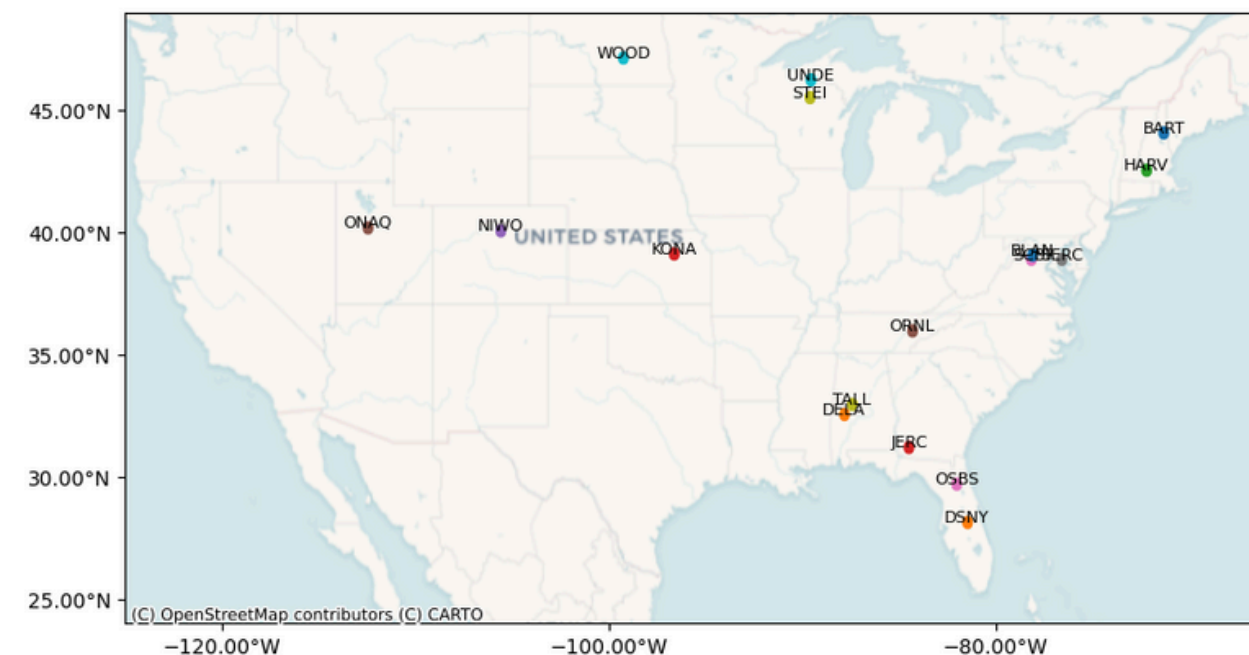 WOOD
UNDE
STEI
45.00°N
BART
HARV
ONAQ
NIWO
40.00°N
UNITED STATES
KONA
BLAN
ORNL
35.00°N
TALL
DELA
JERC
30.00°N
OSBS
DSNY
25.00°N
(C) OpenStreetMap contributors (C) CARTO
−120.00°W
−100.00°W
−80.00°W